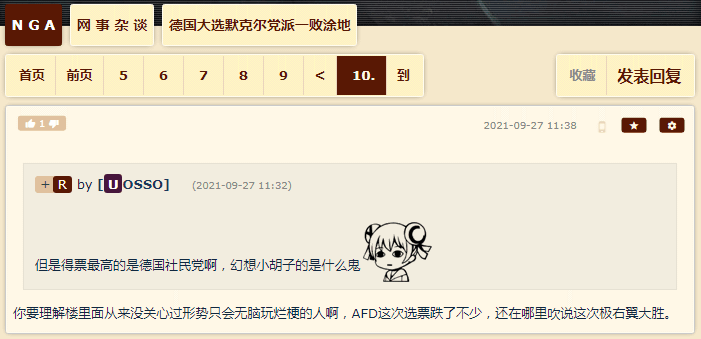 NGA 网事杂谈 德国大选默克尔党派一败涂地
首页 前页 5 6 7 8 9 < 10. 到 收藏 发表回复
1 2021-09-27 11:38
+ R by [UOSSO] (2021-09-27 11:32)
但是得票最高的是德国社民党啊，幻想小胡子的是什么鬼
你要理解楼里面从来没关心过形势只会无脑玩烂梗的人啊，AFD这次选票跌了不少，还在哪里吹说这次极右翼大胜。